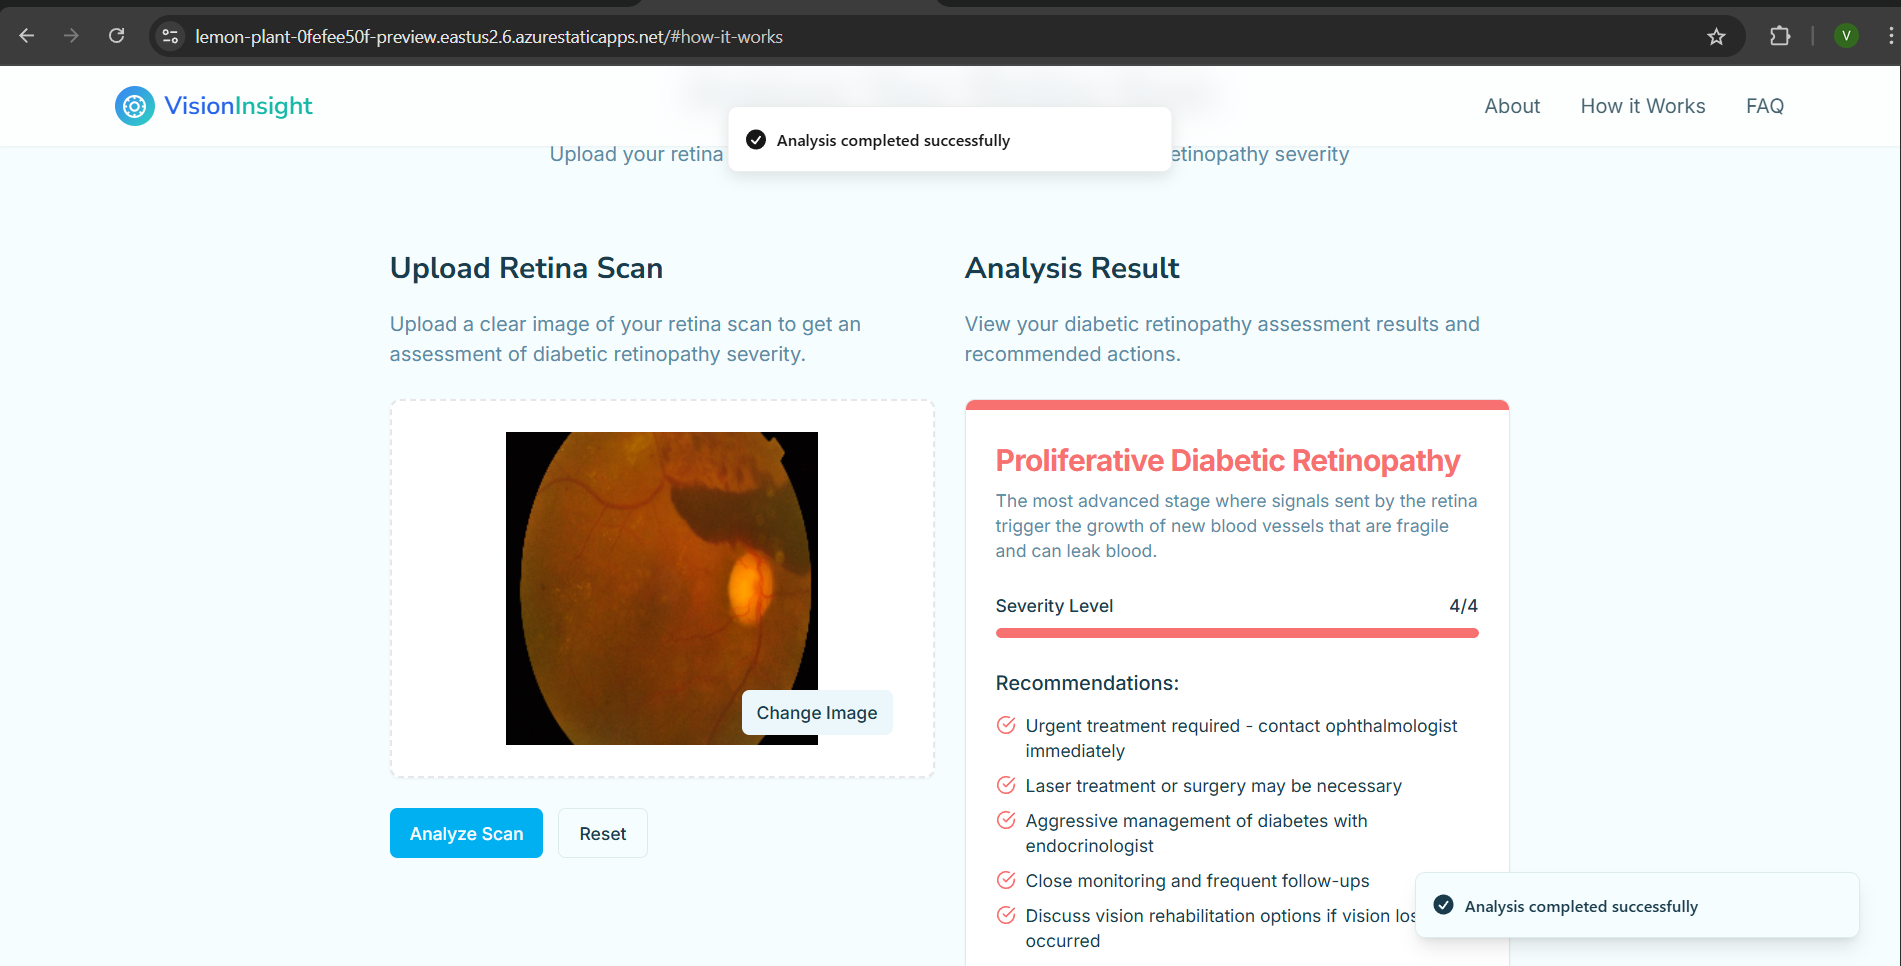 lemon-plant-0fefee50f-preview.eastus2.6.azurestaticapps.net/#how-it-works
V
VisionInsight
About
How it Works
FAQ
Analysis completed successfully
Upload your retina
etinopathy severity
Upload Retina Scan
Upload a clear image of your retina scan to get an
assessment of diabetic retinopathy severity.
Change Image
Analyze Scan
Reset
Analysis Result
View your diabetic retinopathy assessment results and
recommended actions.
Proliferative Diabetic Retinopathy
The most advanced stage where signals sent by the retina
trigger the growth of new blood vessels that are fragile
and can leak blood.
Severity Level
4/4
Recommendations:
Urgent treatment required - contact ophthalmologist
immediately
Laser treatment or surgery may be necessary
Aggressive management of diabetes with
endocrinologist
Close monitoring and frequent follow-ups
Discuss vision rehabilitation options if vision los
occurred
Analysis completed successfully